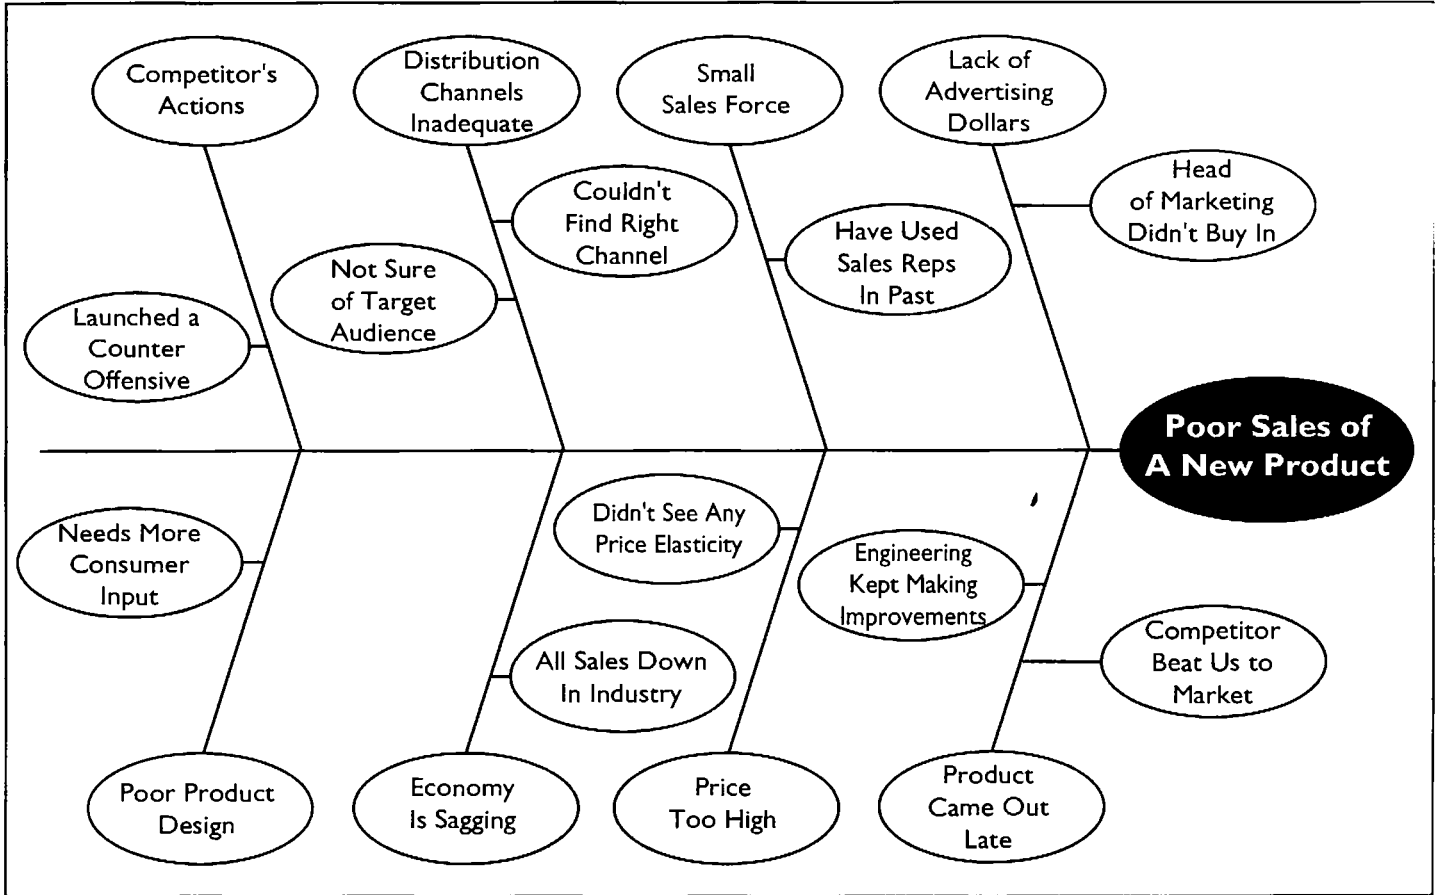 Competitor's
Actions
Distribution
Channels
Inadequate
Small
Sales Force
Lack of
Advertising
Dollars
Head
of Marketing
Didn't Buy In
Couldn't
Find Right
Channel
Have Used
Sales Reps
In Past
Not Sure
of Target
Audience
Launched a
Counter
Offensive
Poor Sales of
A New Product
Needs More
Consumer
Input
Didn't See Any
Price Elasticity
Engineering
Kept Making
Improvements
Competitor
Beat Us to
Market
All Sales Down
In Industry
Poor Product
Design
Economy
Is Sagging
Price
Too High
Product
Came Out
Late